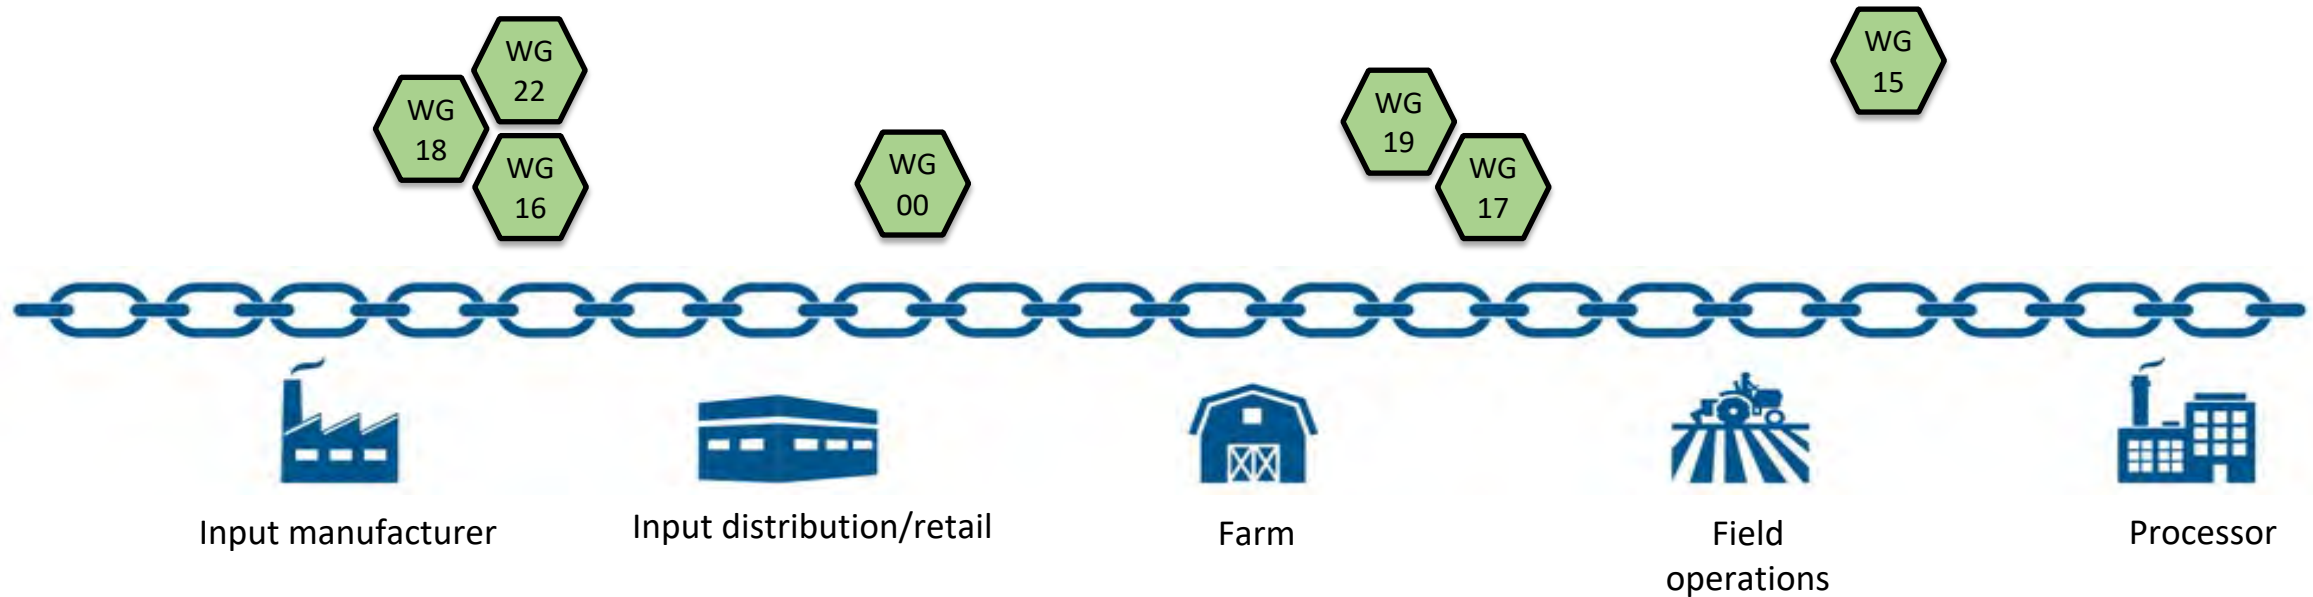 WG
22
WG
18
WG
16
WG
00
WG
19
WG
17
WG
15
Input manufacturer
Input distribution/retail
Farm
Field
operations
Processor